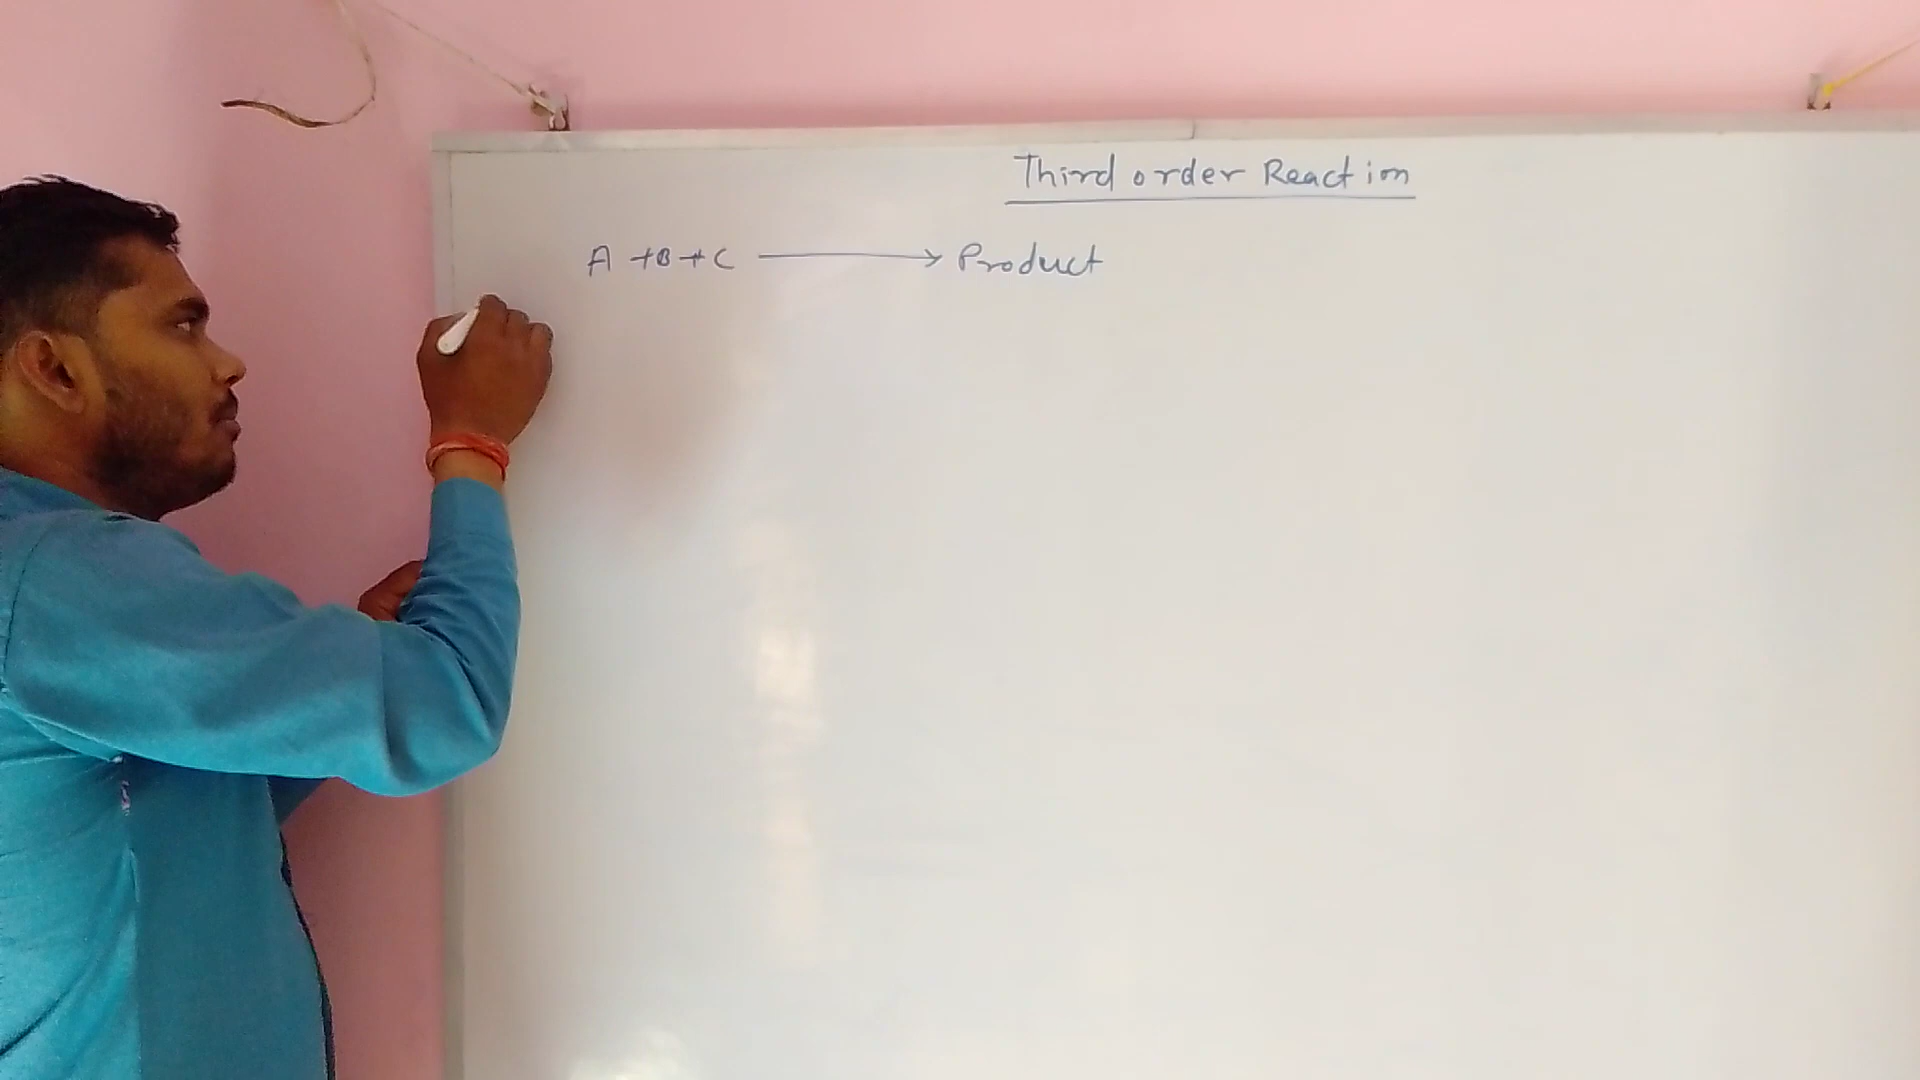 Third order Reaction
A + B + C ⟶ Product